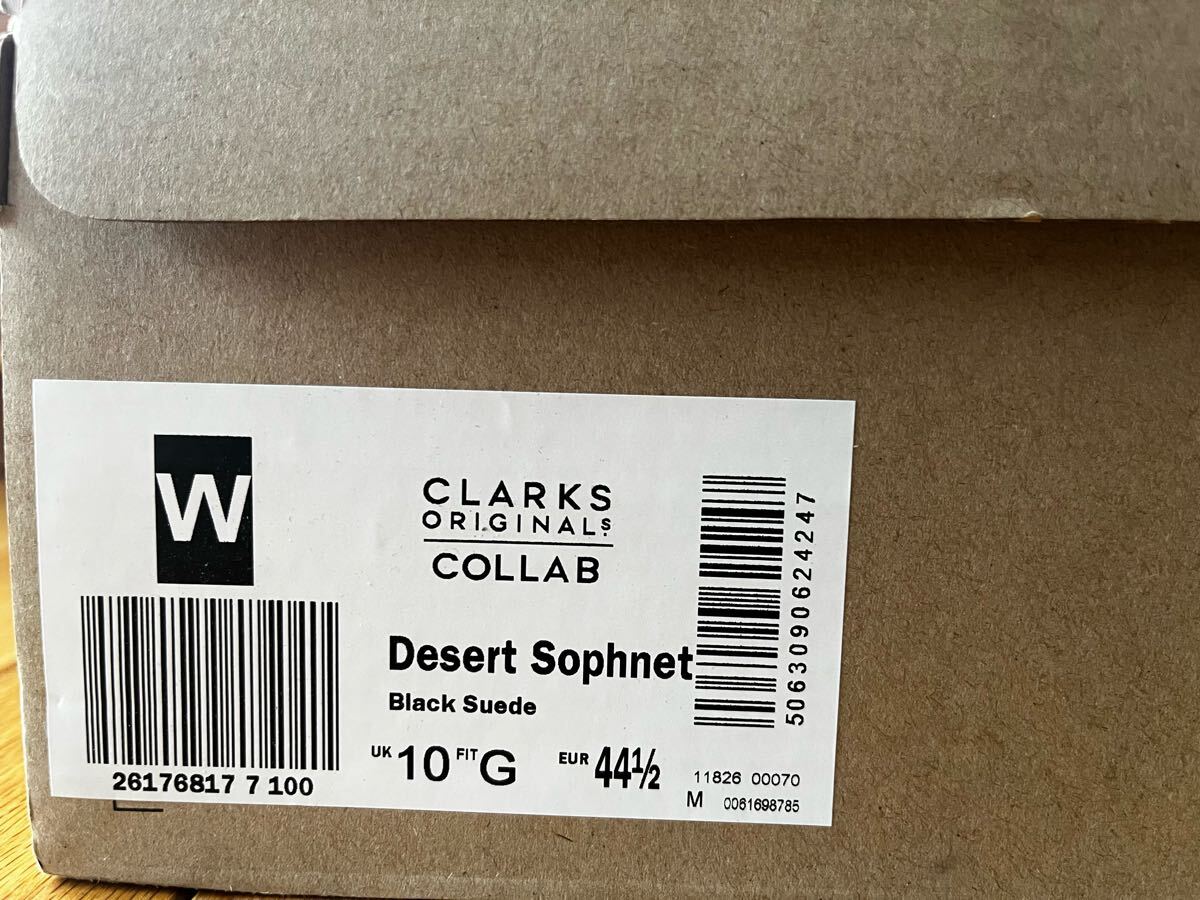 W
CLARKS
ORIGINALS.
COLLAB
Desert Sophnet
Black Suede
UK 10 FIT G EUR 44½
26176817 7 100
5063090624247
11826 00070
M 0061698785